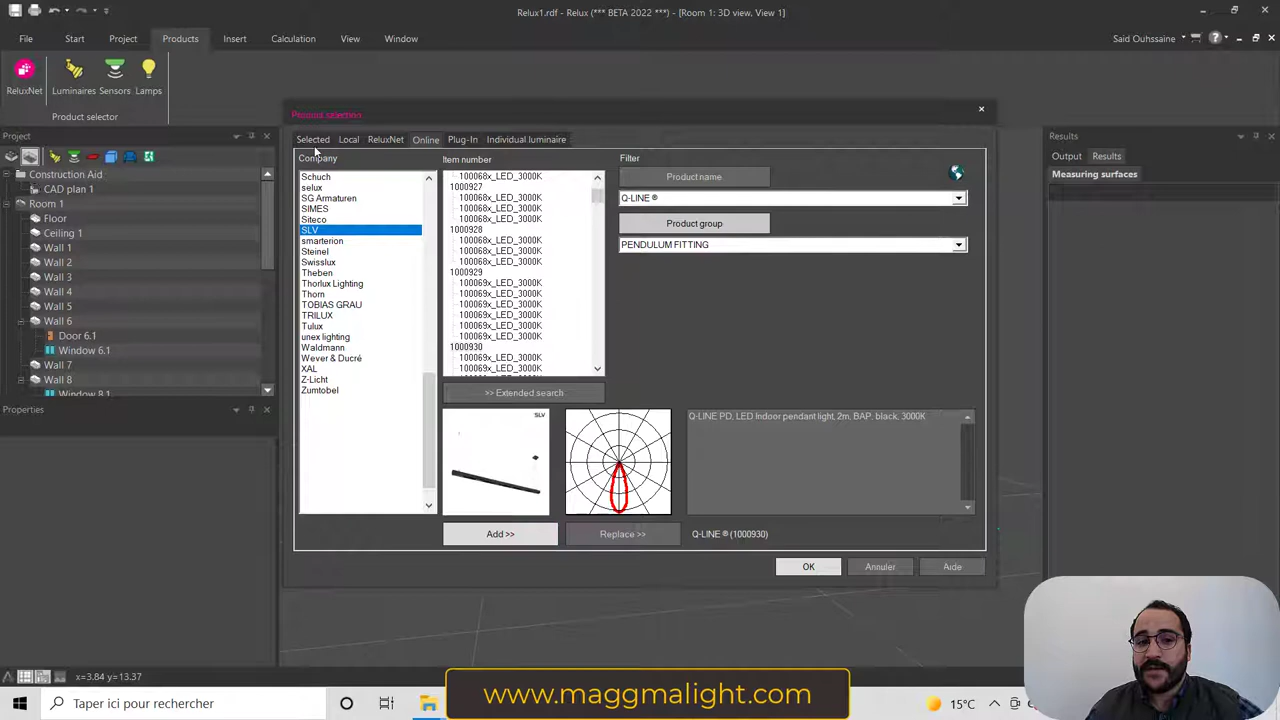 Relux1.rdf - Relux (*** BETA 2022 ***) - [Room 1: 3D view, View 1]
File
Start
Project
Products
Insert
Calculation
View
Window
Said Ouhssaine
ReluxNet
Luminaires
Sensors
Lamps
Product selector
Project
Construction Aid
CAD plan 1
Room 1
Floor
Ceiling 1
Wall 1
Wall 2
Wall 3
Wall 4
Wall 5
Wall 6
Door 6.1
Window 6.1
Wall 7
Wall 8
Window 8.1
Properties
Product selection
Selected
Local
ReluxNet
Online
Plug-In
Individual luminaire
Company
Schuch
selux
SG Armaturen
SIMES
Siteco
SLV
smarterion
Steinel
Swisslux
Theben
Thorlux Lighting
Thorn
TOBIAS GRAU
TRILUX
Tulux
unex lighting
Waldmann
Wever & Ducré
XAL
Z-Licht
Zumtobel
Item number
100068x_LED_3000K
1000927
100068x_LED_3000K
100068x_LED_3000K
100068x_LED_3000K
1000928
100068x_LED_3000K
100068x_LED_3000K
100068x_LED_3000K
1000929
100069x_LED_3000K
100069x_LED_3000K
100069x_LED_3000K
100069x_LED_3000K
100069x_LED_3000K
100069x_LED_3000K
1000930
100069x_LED_3000K
100069x_LED_3000K
>> Extended search
Filter
Product name
Q-LINE ®
Product group
PENDULUM FITTING
SLV
Q-LINE PD, LED Indoor pendant light, 2m, BAP, black, 3000K
Add >>
Replace >>
Q-LINE ® (1000930)
OK
Annuler
Aide
Results
Output
Results
Measuring surfaces
x=3.84 y=13.37
Taper ici pour rechercher
www.maggmalight.com
15°C